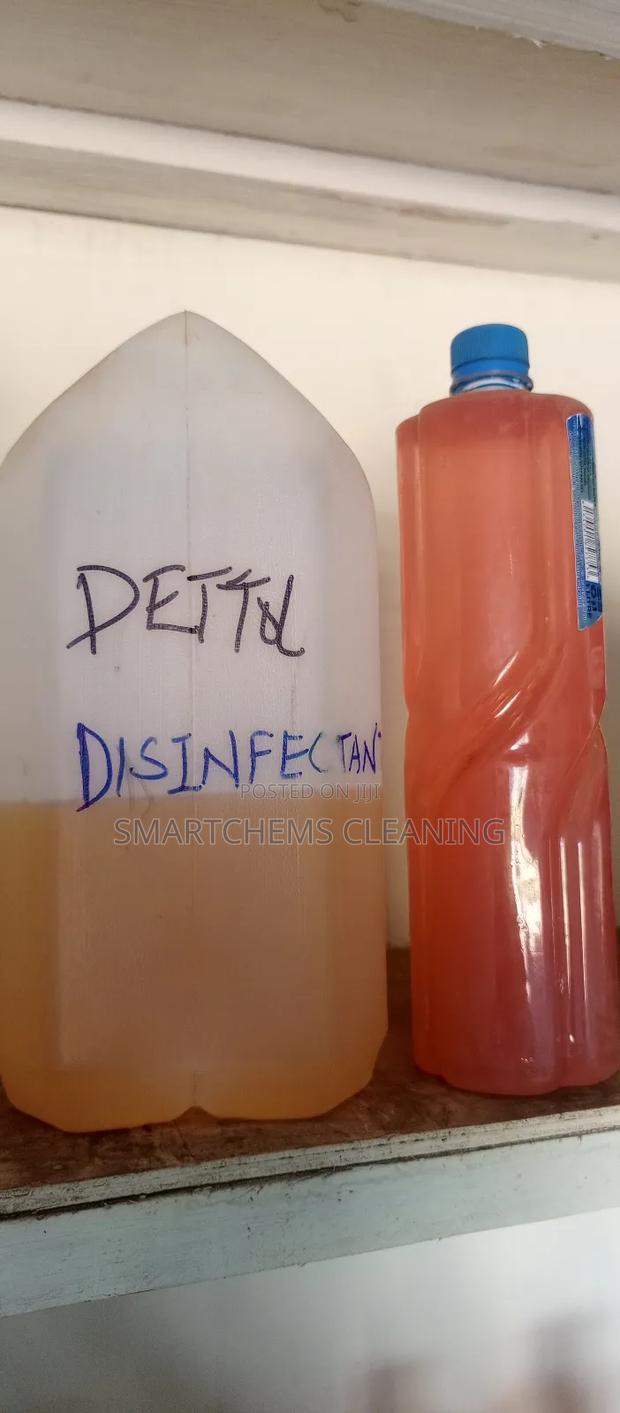 DETTOL
DISINFECTANT
POSTED ON JIJI
SMARTCHEMS CLEANING